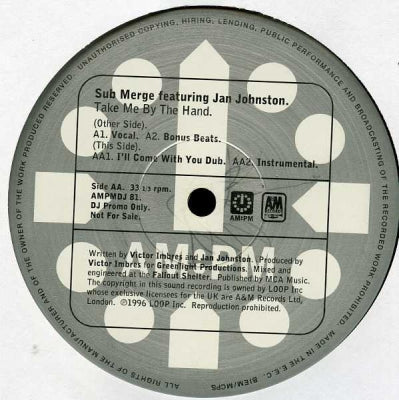 UNAUTHORISED COPYING, HIRING, LENDING, PUBLIC PERFORMANCE AND BROADCASTING OF THE RECORDED WORK PROHIBITED. MADE IN THE E.E.C. BIEM/MCPS
ALL RIGHTS OF THE MANUFACTURER AND OF THE OWNER OF THE WORK PRODUCED RESERVED.
Sub Merge featuring Jan Johnston.
Take Me By The Hand.
(Other Side).
A1. Vocal. A2. Bonus Beats.
(This Side).
AA1. I'll Come With You Dub. AA2. Instrumental.
Side AA. 33 1/3 rpm.
AMPMDJ 81.
DJ Promo Only.
Not For Sale.
AM:PM
A&M
AM:PM
Written by Victor Imbres and Jan Johnston. Produced by
Victor Imbres for Greenlight Productions. Mixed and
engineered at the Fallout Shelter. Published by MCA Music.
The copyright in this sound recording is owned by LOOP Inc
whose exclusive licensees for the UK are A&M Records Ltd,
London. ℗1996 LOOP Inc. Reproduction prohibited.